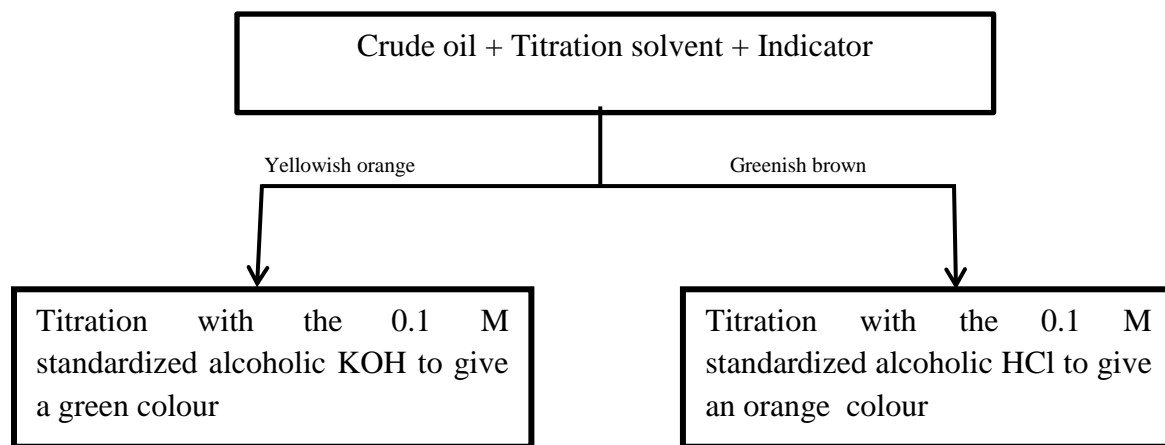 Crude oil + Titration solvent + Indicator
Yellowish orange
Greenish brown
Titration with the 0.1 M
standardized alcoholic KOH to give
a green colour
Titration with the 0.1 M
standardized alcoholic HCl to give
an orange colour